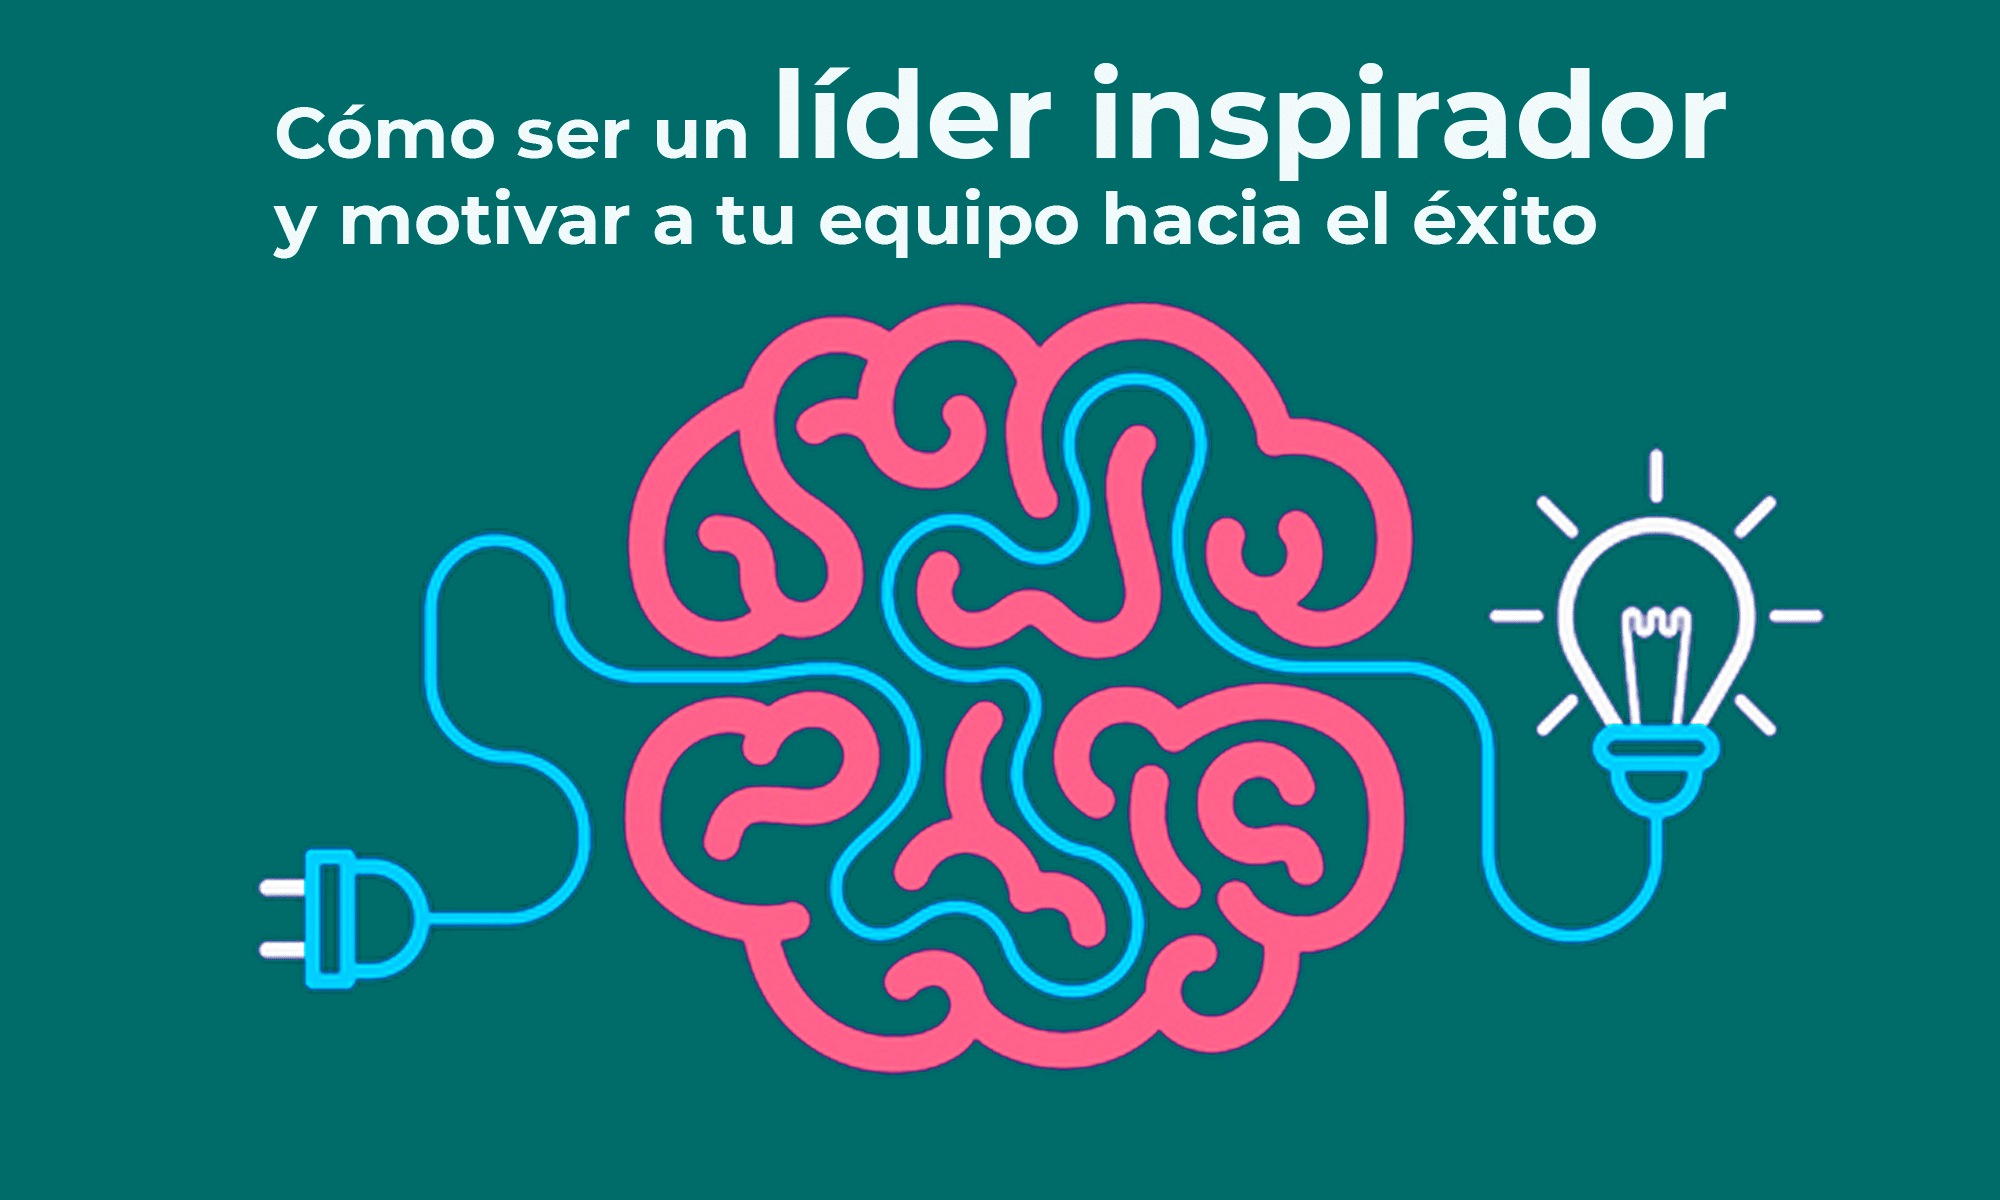 Cómo ser un líder inspirador
y motivar a tu equipo hacia el éxito